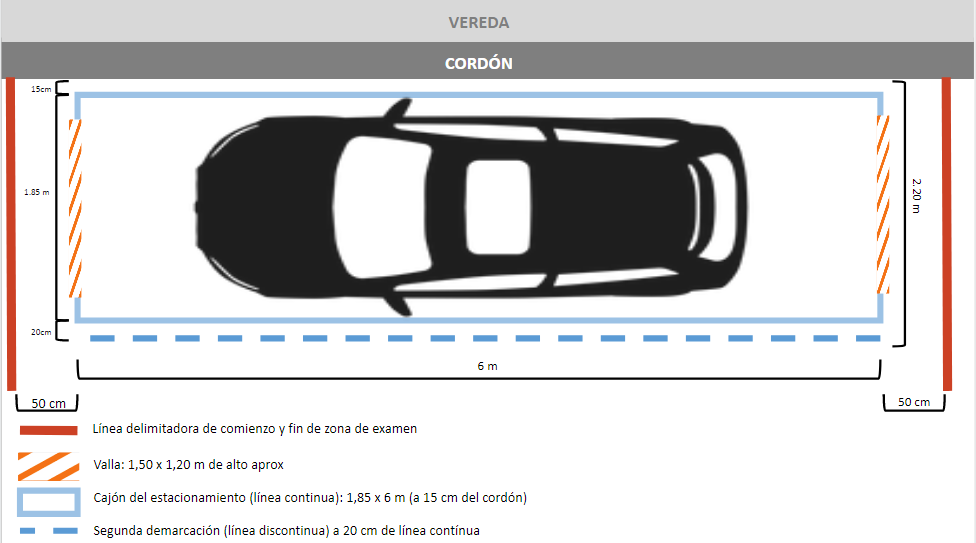 VEREDA
CORDÓN
15cm
1.85 m
2.20 m
20cm
6 m
50 cm
50 cm
Línea delimitadora de comienzo y fin de zona de examen
Valla: 1,50 x 1,20 m de alto aprox
Cajón del estacionamiento (línea continua): 1,85 x 6 m (a 15 cm del cordón)
Segunda demarcación (línea discontinua) a 20 cm de línea contínua